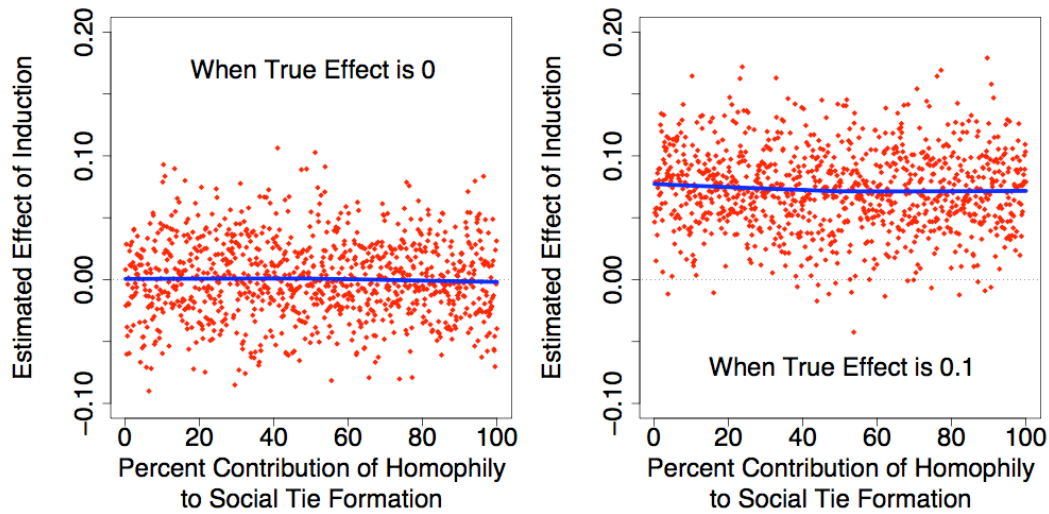 Estimated Effect of Induction
0.20
0.10
0.00
−0.10
When True Effect is 0
0 20 40 60 80 100
Percent Contribution of Homophily
to Social Tie Formation
Estimated Effect of Induction
0.20
0.10
0.00
−0.10
When True Effect is 0.1
0 20 40 60 80 100
Percent Contribution of Homophily
to Social Tie Formation